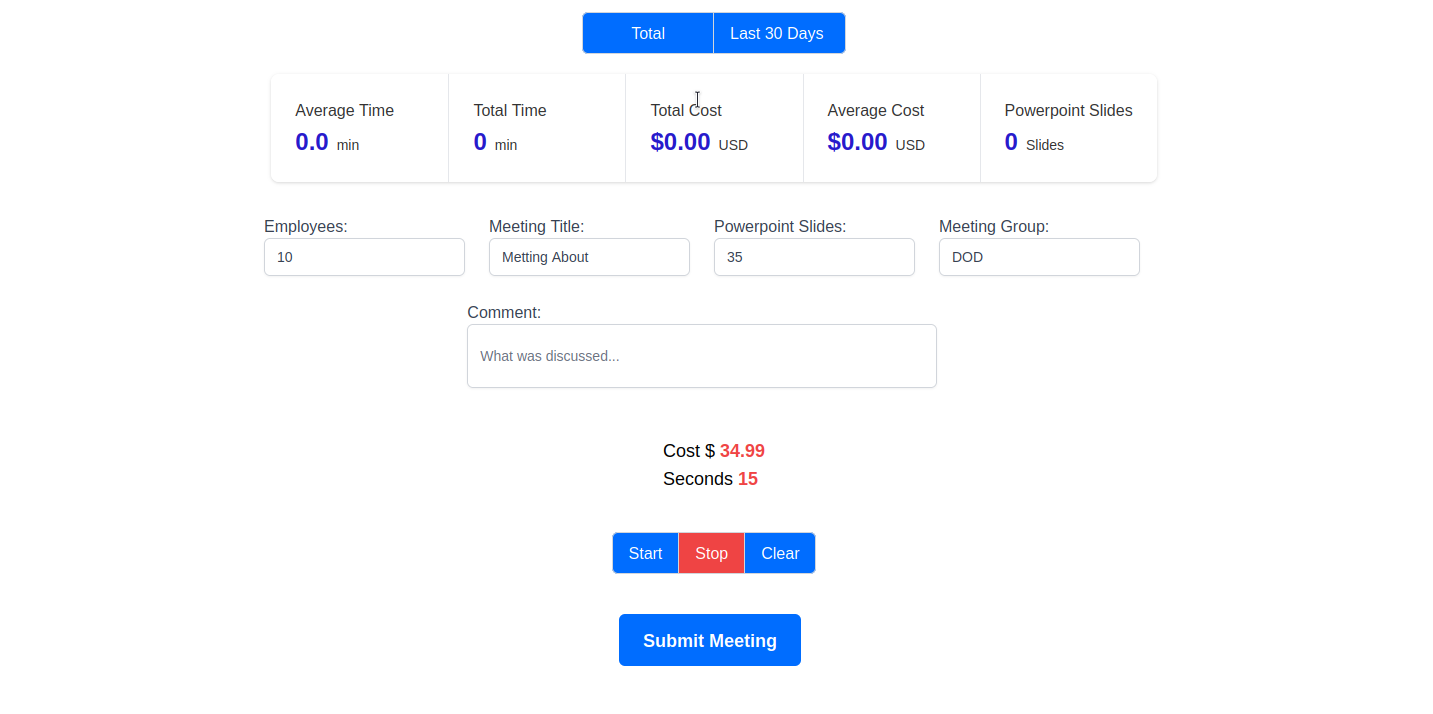 Total Last 30 Days
Average Time Total Time Total Cost Average Cost Powerpoint Slides
0.0 min 0 min $0.00 USD $0.00 USD 0 Slides
Employees: Meeting Title: Powerpoint Slides: Meeting Group:
10 Metting About 35 DOD
Comment:
What was discussed...
Cost $ 34.99
Seconds 15
Start Stop Clear
Submit Meeting